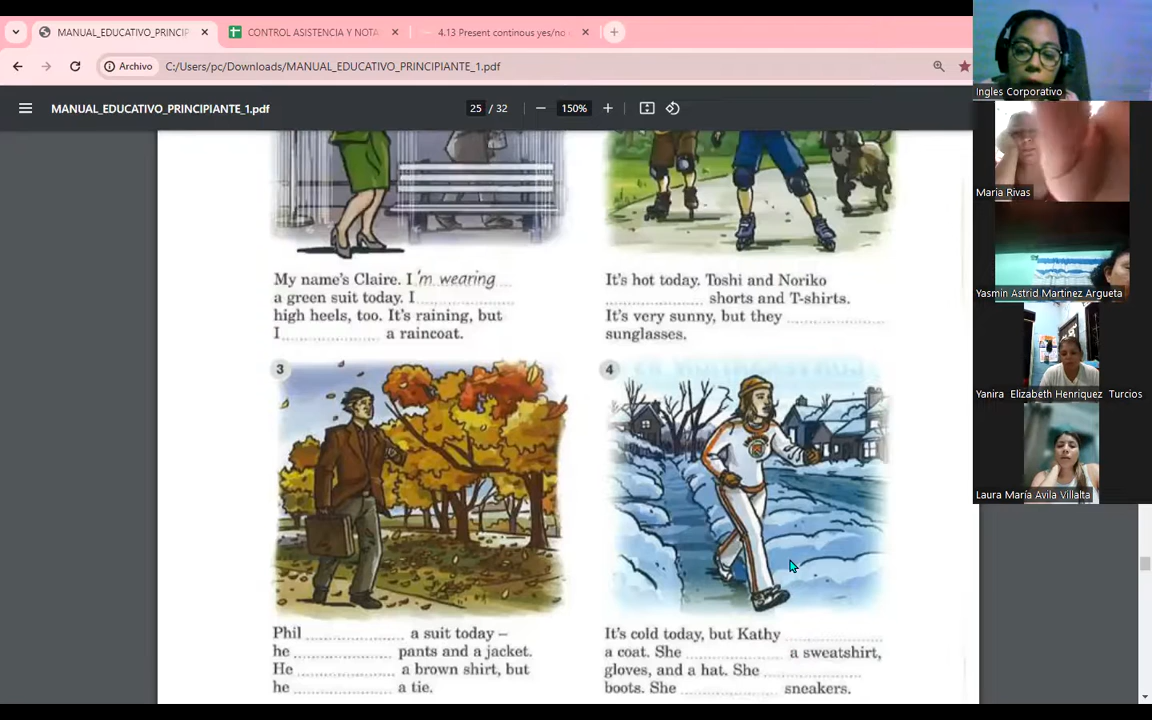 MANUAL_EDUCATIVO_PRINCIP
CONTROL ASISTENCIA Y NOTA
4.13 Present continous yes/no
Archivo C:/Users/pc/Downloads/MANUAL_EDUCATIVO_PRINCIPIANTE_1.pdf
MANUAL_EDUCATIVO_PRINCIPIANTE_1.pdf 25 / 32 150%
Ingles Corporativo
Maria Rivas
Yasmin Astrid Martinez Argueta
Yanira Elizabeth Henriquez Turcios
Laura María Avila Villalta
My name's Claire. I 'm wearing
a green suit today. I ....................
high heels, too. It's raining, but
I .................... a raincoat.
It's hot today. Toshi and Noriko
.................... shorts and T-shirts.
It's very sunny, but they ....................
sunglasses.
3
Phil .................... a suit today –
he .................... pants and a jacket.
He .................... a brown shirt, but
he .................... a tie.
4
It's cold today, but Kathy ....................
a coat. She .................... a sweatshirt,
gloves, and a hat. She ....................
boots. She .................... sneakers.